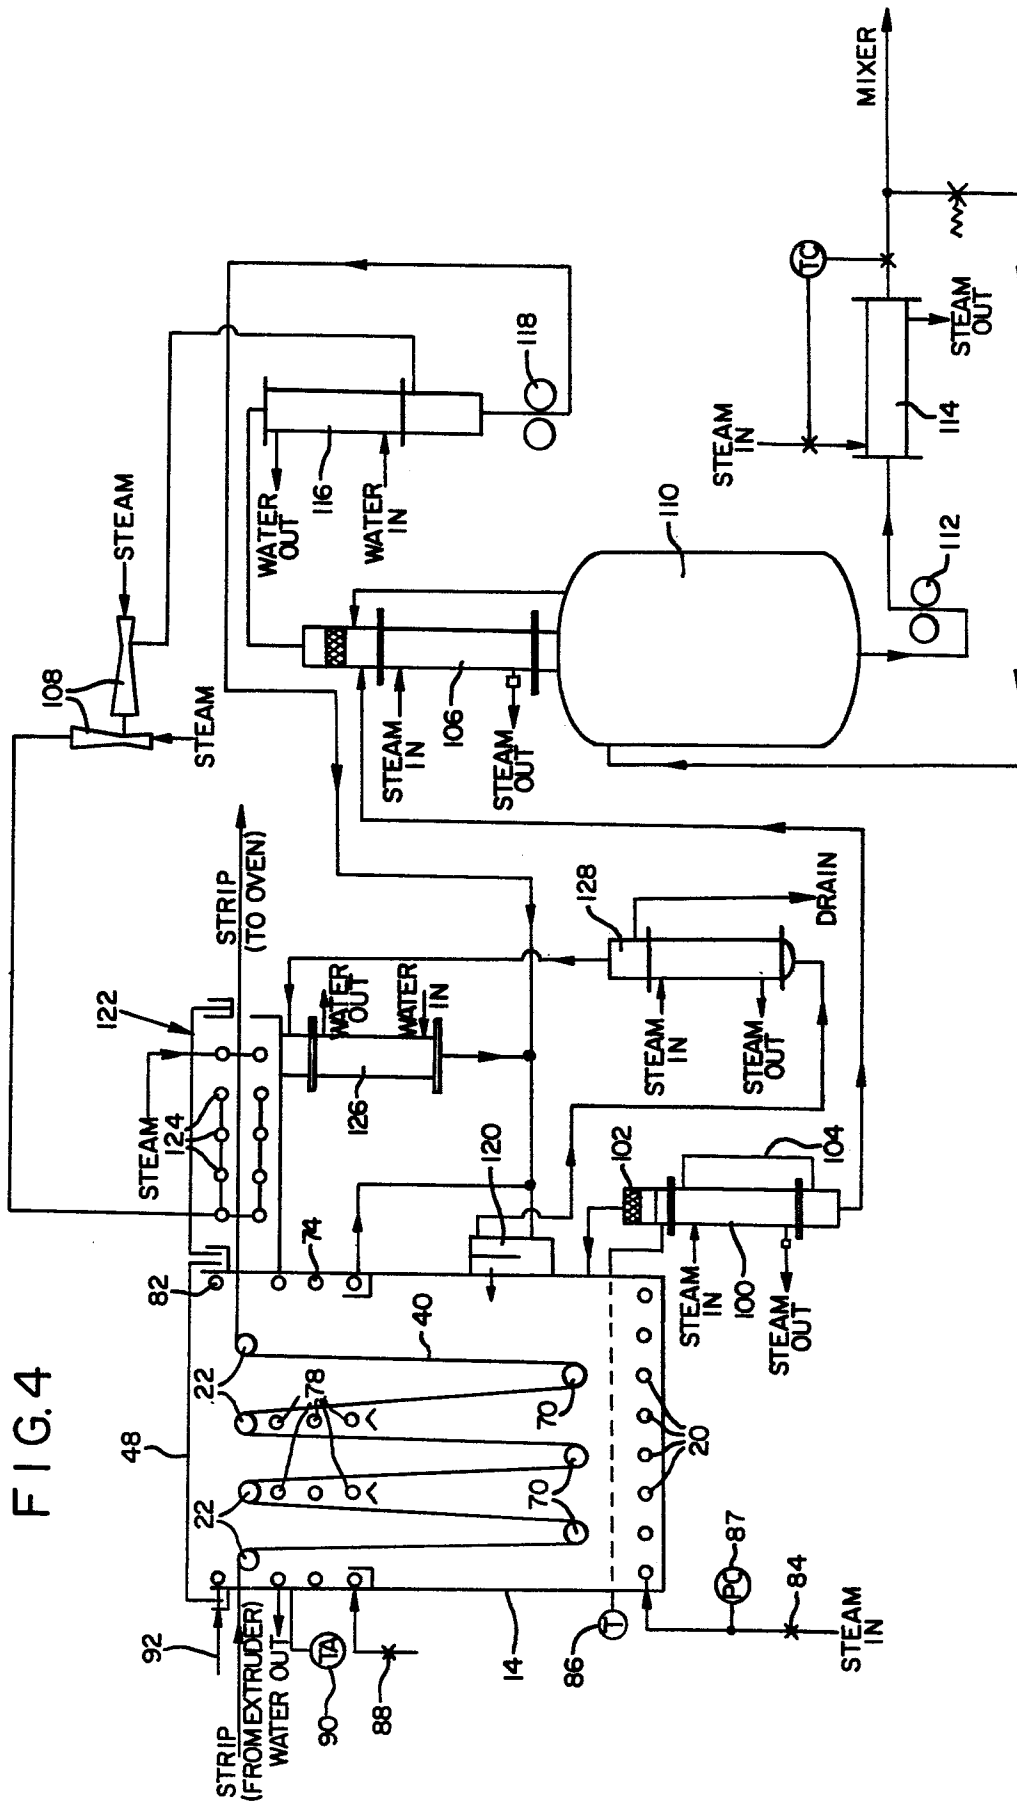 FIG. 4
48
92
STRIP
(FROM EXTRUDER)
WATER OUT
TA
90
88
14
22
22
78
82
74
40
70
70
20
T
86
PC
87
84
STEAM
IN
STEAM
124
122
STRIP
(TO OVEN)
126
WATER
OUT
WATER
IN
120
102
104
100
STEAM
IN
STEAM
OUT
128
STEAM
IN
STEAM
OUT
DRAIN
108
STEAM
STEAM
106
STEAM
IN
STEAM
OUT
116
WATER
OUT
WATER
IN
118
110
112
114
STEAM
IN
STEAM
OUT
TC
MIXER